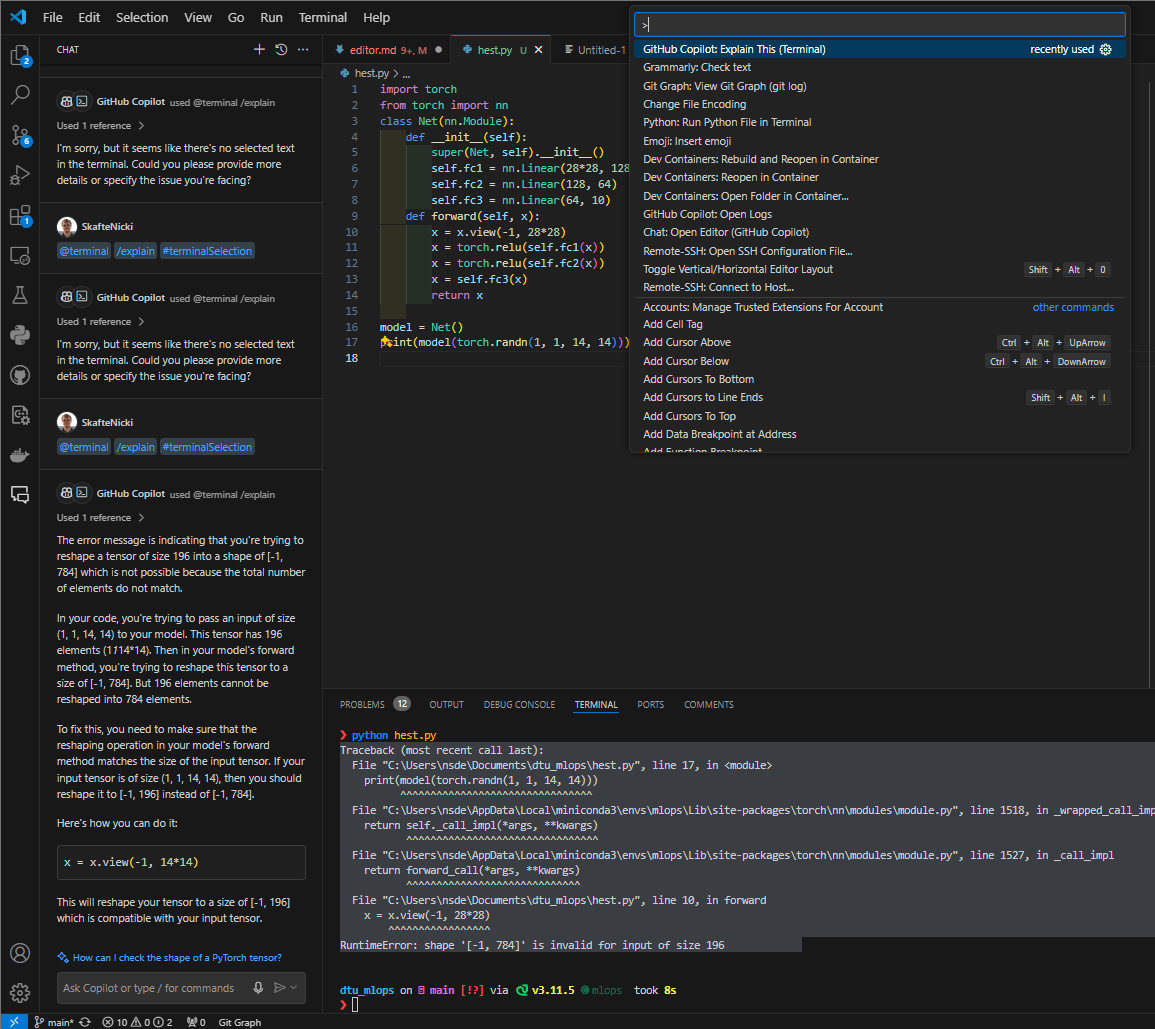 File Edit Selection View Go Run Terminal Help
CHAT
GitHub Copilot used @terminal /explain
Used 1 reference >
I'm sorry, but it seems like there's no selected text
in the terminal. Could you please provide more
details or specify the issue you're facing?
SkafteNicki
@terminal /explain #terminalSelection
GitHub Copilot used @terminal /explain
Used 1 reference >
I'm sorry, but it seems like there's no selected text
in the terminal. Could you please provide more
details or specify the issue you're facing?
SkafteNicki
@terminal /explain #terminalSelection
GitHub Copilot used @terminal /explain
Used 1 reference >
The error message is indicating that you're trying to
reshape a tensor of size 196 into a shape of [-1,
784] which is not possible because the total number
of elements do not match.
In your code, you're trying to pass an input of size
(1, 1, 14, 14) to your model. This tensor has 196
elements (1114*14). Then in your model's forward
method, you're trying to reshape this tensor to a
size of [-1, 784]. But 196 elements cannot be
reshaped into 784 elements.
To fix this, you need to make sure that the
reshaping operation in your model's forward
method matches the size of the input tensor. If your
input tensor is of size (1, 1, 14, 14), then you should
reshape it to [-1, 196] instead of [-1, 784].
Here's how you can do it:
x = x.view(-1, 14*14)
This will reshape your tensor to a size of [-1, 196]
which is compatible with your input tensor.
How can I check the shape of a PyTorch tensor?
Ask Copilot or type / for commands
2
6
1
editor.md 9+, M
hest.py U
Untitled-1
hest.py > ...
1 import torch
2 from torch import nn
3 class Net(nn.Module):
4 def __init__(self):
5 super(Net, self).__init__()
6 self.fc1 = nn.Linear(28*28, 128
7 self.fc2 = nn.Linear(128, 64)
8 self.fc3 = nn.Linear(64, 10)
9 def forward(self, x):
10 x = x.view(-1, 28*28)
11 x = torch.relu(self.fc1(x))
12 x = torch.relu(self.fc2(x))
13 x = self.fc3(x)
14 return x
15
16 model = Net()
17 print(model(torch.randn(1, 1, 14, 14)))
18
>
GitHub Copilot: Explain This (Terminal) recently used
Grammarly: Check text
Git Graph: View Git Graph (git log)
Change File Encoding
Python: Run Python File in Terminal
Emoji: Insert emoji
Dev Containers: Rebuild and Reopen in Container
Dev Containers: Reopen in Container
Dev Containers: Open Folder in Container...
GitHub Copilot: Open Logs
Chat: Open Editor (GitHub Copilot)
Remote-SSH: Open SSH Configuration File...
Toggle Vertical/Horizontal Editor Layout Shift + Alt + 0
Remote-SSH: Connect to Host...
Accounts: Manage Trusted Extensions For Account other commands
Add Cell Tag
Add Cursor Above Ctrl + Alt + UpArrow
Add Cursor Below Ctrl + Alt + DownArrow
Add Cursors To Bottom
Add Cursors to Line Ends Shift + Alt + I
Add Cursors To Top
Add Data Breakpoint at Address
Add Function Breakpoint
PROBLEMS 12 OUTPUT DEBUG CONSOLE TERMINAL PORTS COMMENTS
❯ python hest.py
Traceback (most recent call last):
File "C:\Users\nsde\Documents\dtu_mlops\hest.py", line 17, in <module>
print(model(torch.randn(1, 1, 14, 14)))
^^^^^^^^^^^^^^^^^^^^^^^^^^^^^^^^
File "C:\Users\nsde\AppData\Local\miniconda3\envs\mlops\Lib\site-packages\torch\nn\modules\module.py", line 1518, in _wrapped_call_imp
return self._call_impl(*args, **kwargs)
^^^^^^^^^^^^^^^^^^^^^^^^^^^^^^^^
File "C:\Users\nsde\AppData\Local\miniconda3\envs\mlops\Lib\site-packages\torch\nn\modules\module.py", line 1527, in _call_impl
return forward_call(*args, **kwargs)
^^^^^^^^^^^^^^^^^^^^^^^^^^^^^
File "C:\Users\nsde\Documents\dtu_mlops\hest.py", line 10, in forward
x = x.view(-1, 28*28)
^^^^^^^^^^^^^^^^^
RuntimeError: shape '[-1, 784]' is invalid for input of size 196
dtu_mlops on main [!?] via v3.11.5 mlops took 8s
❯
main* 10 0 2 0 Git Graph